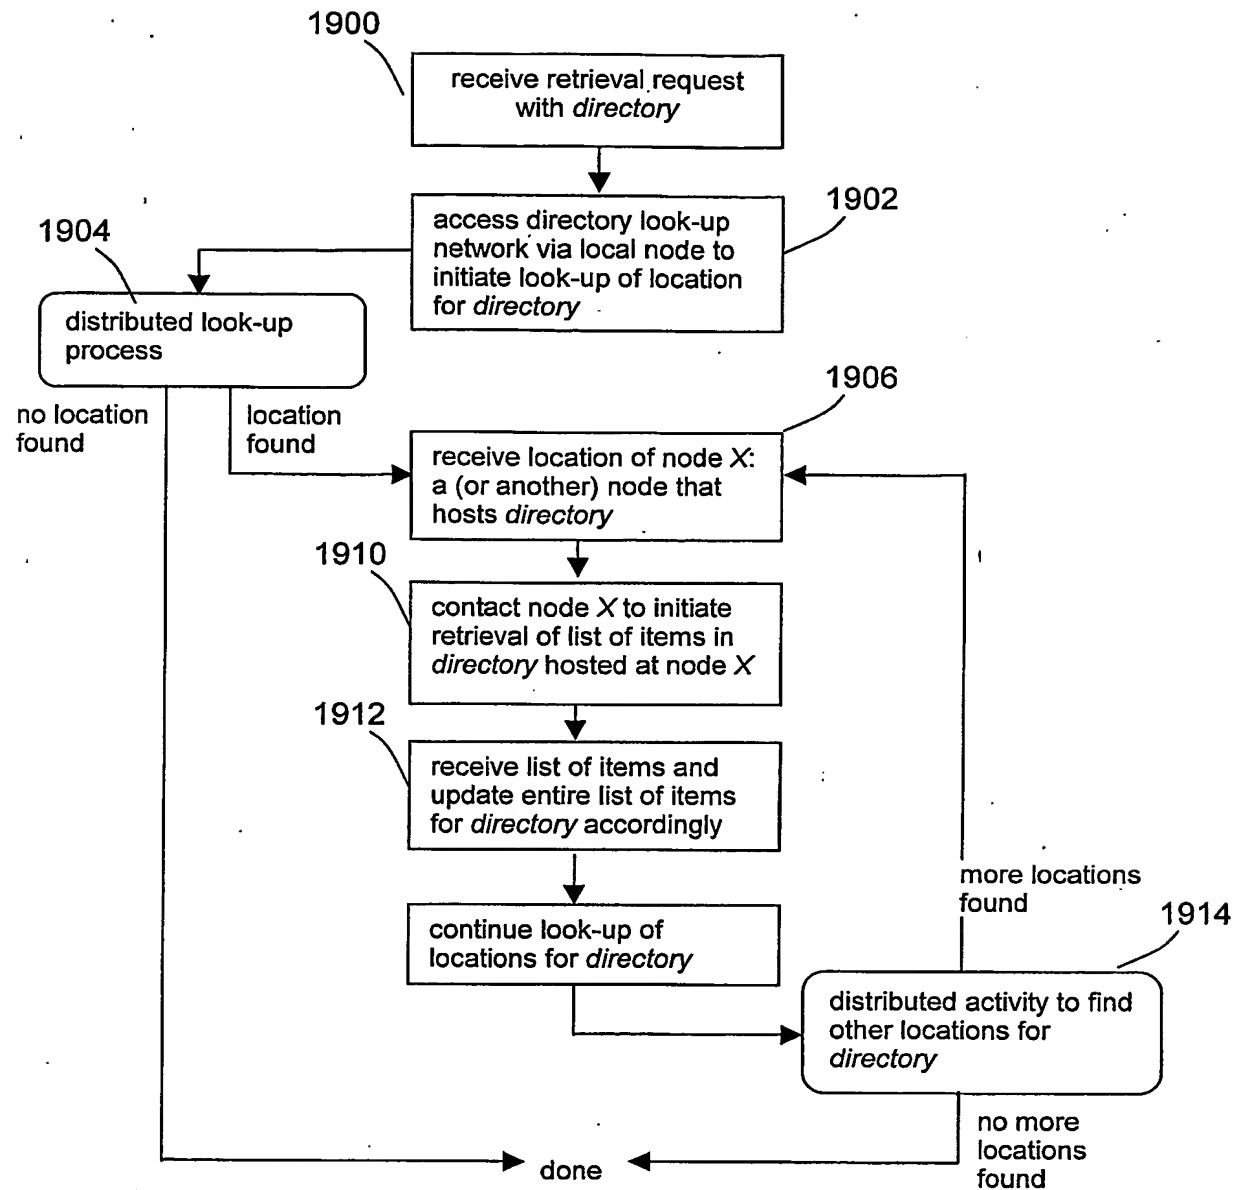 1900
receive retrieval request
with directory
1902
access directory look-up
network via local node to
initiate look-up of location
for directory
1904
distributed look-up
process
no location
found
location
found
1906
receive location of node X:
a (or another) node that
hosts directory
1910
contact node X to initiate
retrieval of list of items in
directory hosted at node X
1912
receive list of items and
update entire list of items
for directory accordingly
more locations
found
continue look-up of
locations for directory
1914
distributed activity to find
other locations for
directory
no more
locations
found
done